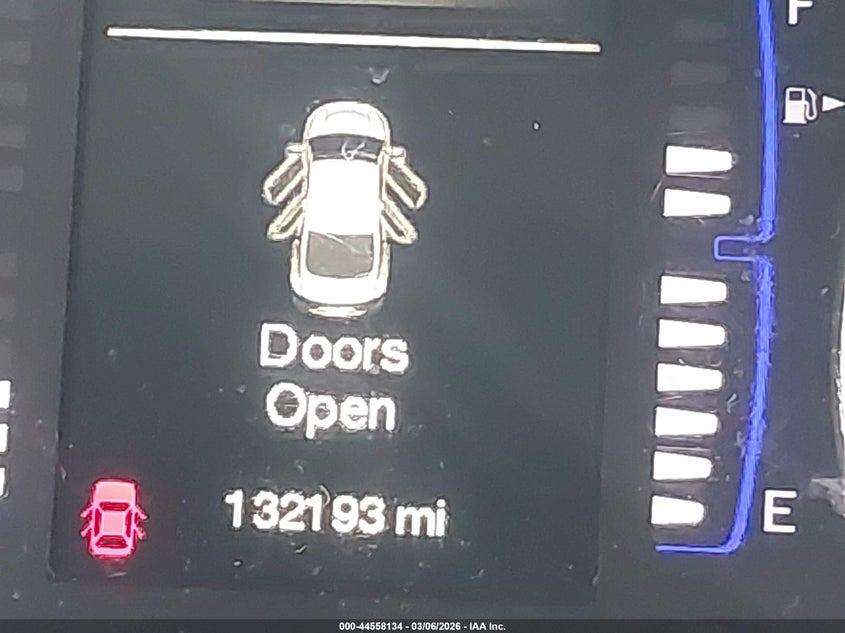 F
Doors
Open
132193 mi
E
000-44558134 - 03/06/2026 - IAA Inc.